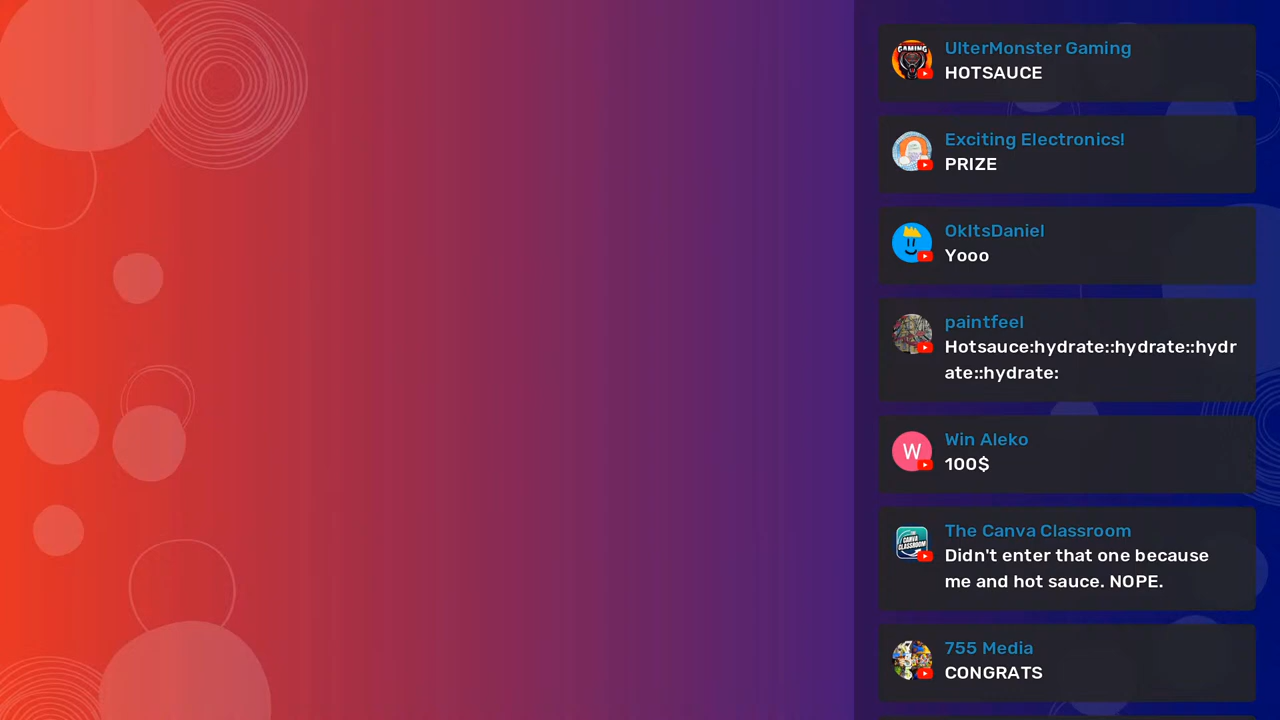 UlterMonster Gaming
HOTSAUCE
Exciting Electronics!
PRIZE
OkItsDaniel
Yooo
paintfeel
Hotsauce:hydrate::hydrate::hydr
ate::hydrate:
W
Win Aleko
100$
The Canva Classroom
Didn't enter that one because
me and hot sauce. NOPE.
755 Media
CONGRATS